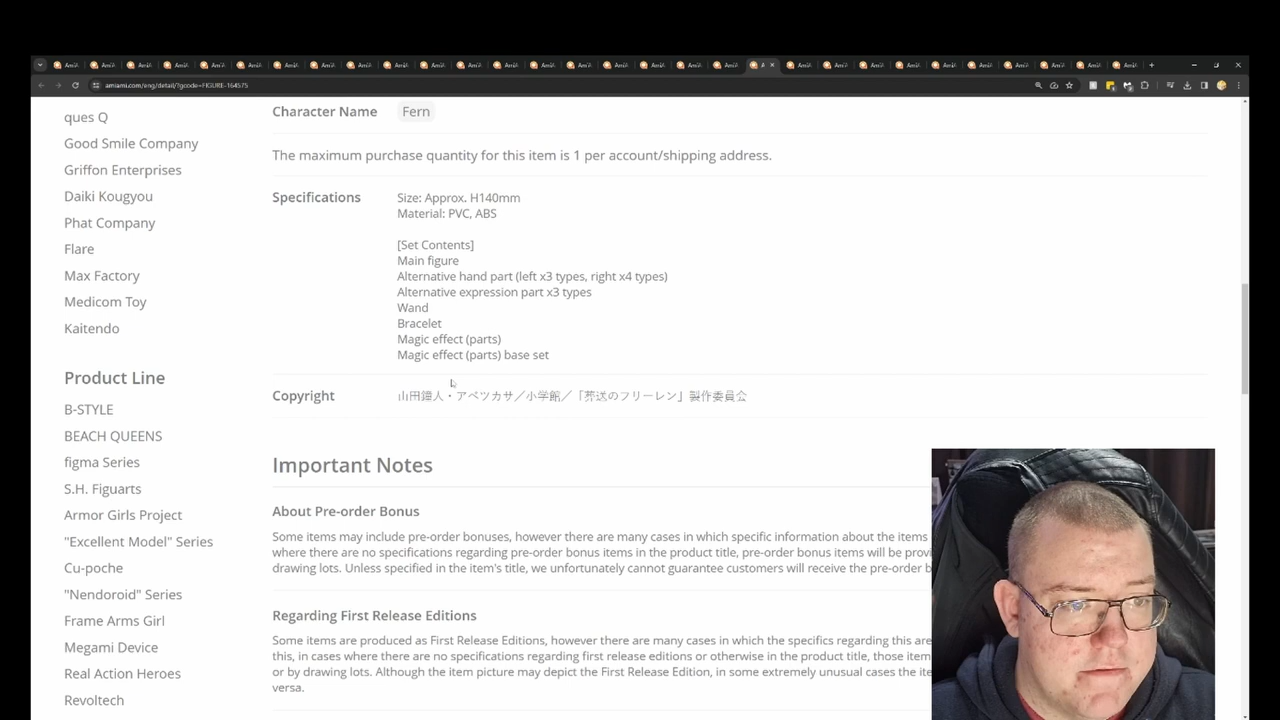 amiami.com/eng/detail/?gcode=FIGURE-164575
ques Q
Good Smile Company
Griffon Enterprises
Daiki Kougyou
Phat Company
Flare
Max Factory
Medicom Toy
Kaitendo
Product Line
B-STYLE
BEACH QUEENS
figma Series
S.H. Figuarts
Armor Girls Project
"Excellent Model" Series
Cu-poche
"Nendoroid" Series
Frame Arms Girl
Megami Device
Real Action Heroes
Revoltech
Character Name Fern
The maximum purchase quantity for this item is 1 per account/shipping address.
Specifications Size: Approx. H140mm
Material: PVC, ABS
[Set Contents]
Main figure
Alternative hand part (left x3 types, right x4 types)
Alternative expression part x3 types
Wand
Bracelet
Magic effect (parts)
Magic effect (parts) base set
Copyright 山田鐘人・アベツカサ／小学館／「葬送のフリーレン」製作委員会
Important Notes
About Pre-order Bonus
Some items may include pre-order bonuses, however there are many cases in which specific information about the items
where there are no specifications regarding pre-order bonus items in the product title, pre-order bonus items will be provi
drawing lots. Unless specified in the item's title, we unfortunately cannot guarantee customers will receive the pre-order b
Regarding First Release Editions
Some items are produced as First Release Editions, however there are many cases in which the specifics regarding this are
this, in cases where there are no specifications regarding first release editions or otherwise in the product title, those item
or by drawing lots. Although the item picture may depict the First Release Edition, in some extremely unusual cases the ite
versa.